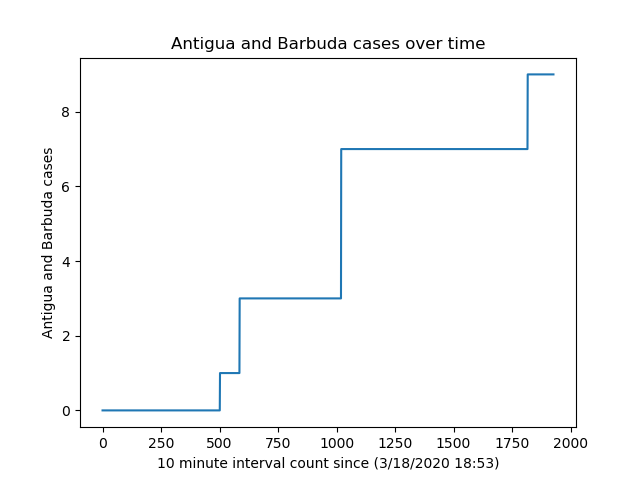 Antigua and Barbuda cases over time
Antigua and Barbuda cases
8
6
4
2
0
0 250 500 750 1000 1250 1500 1750 2000
10 minute interval count since (3/18/2020 18:53)